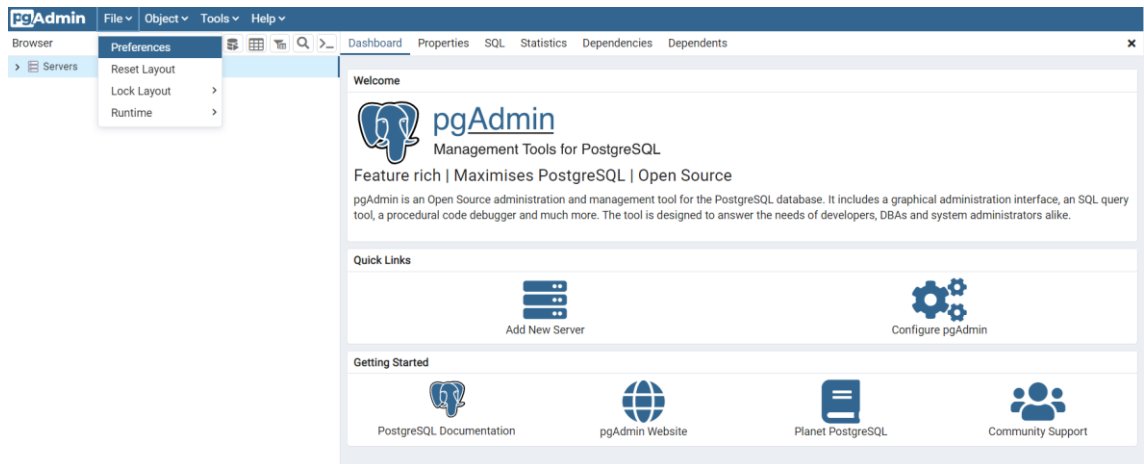 pgAdmin File Object Tools Help
Browser
Dashboard Properties SQL Statistics Dependencies Dependents
Servers
Preferences
Reset Layout
Lock Layout
Runtime
Welcome
pgAdmin
Management Tools for PostgreSQL
Feature rich | Maximises PostgreSQL | Open Source
pgAdmin is an Open Source administration and management tool for the PostgreSQL database. It includes a graphical administration interface, an SQL query
tool, a procedural code debugger and much more. The tool is designed to answer the needs of developers, DBAs and system administrators alike.
Quick Links
Add New Server
Configure pgAdmin
Getting Started
PostgreSQL Documentation
pgAdmin Website
Planet PostgreSQL
Community Support